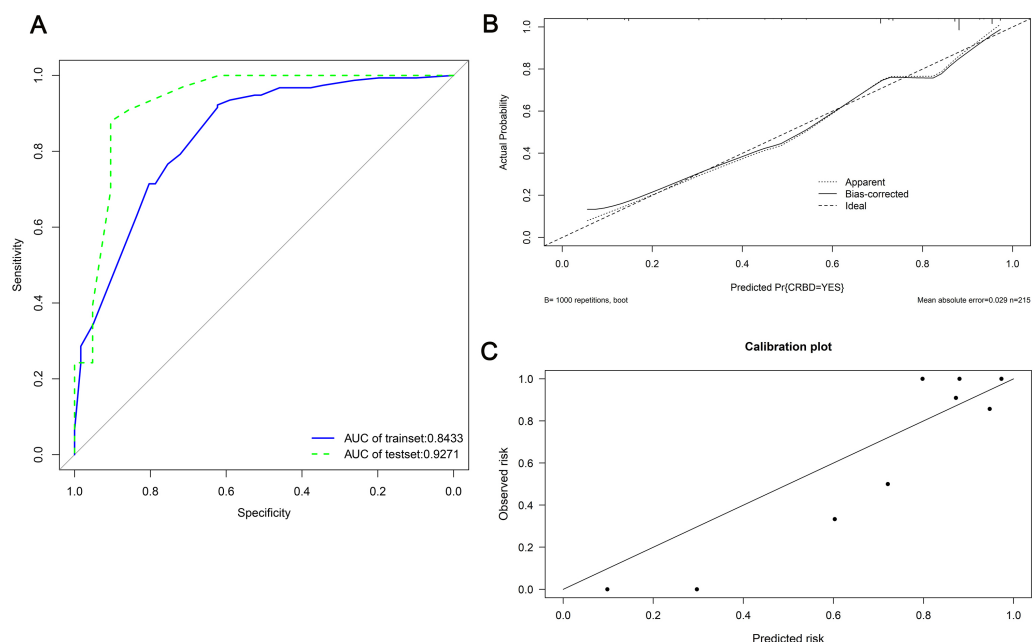 A
1.0
0.8
0.6
0.4
0.2
0.0
Sensitivity
AUC of trainset:0.8433
AUC of testset:0.9271
1.0 0.8 0.6 0.4 0.2 0.0
Specificity
B
1.0
0.8
0.6
0.4
0.2
0.0
Actual Probability
Apparent
Bias-corrected
Ideal
0.0 0.2 0.4 0.6 0.8 1.0
Predicted Pr{CRBD=YES}
B= 1000 repetitions, boot
Mean absolute error=0.029 n=215
C
Calibration plot
1.0
0.8
0.6
0.4
0.2
0.0
Observed risk
0.0 0.2 0.4 0.6 0.8 1.0
Predicted risk